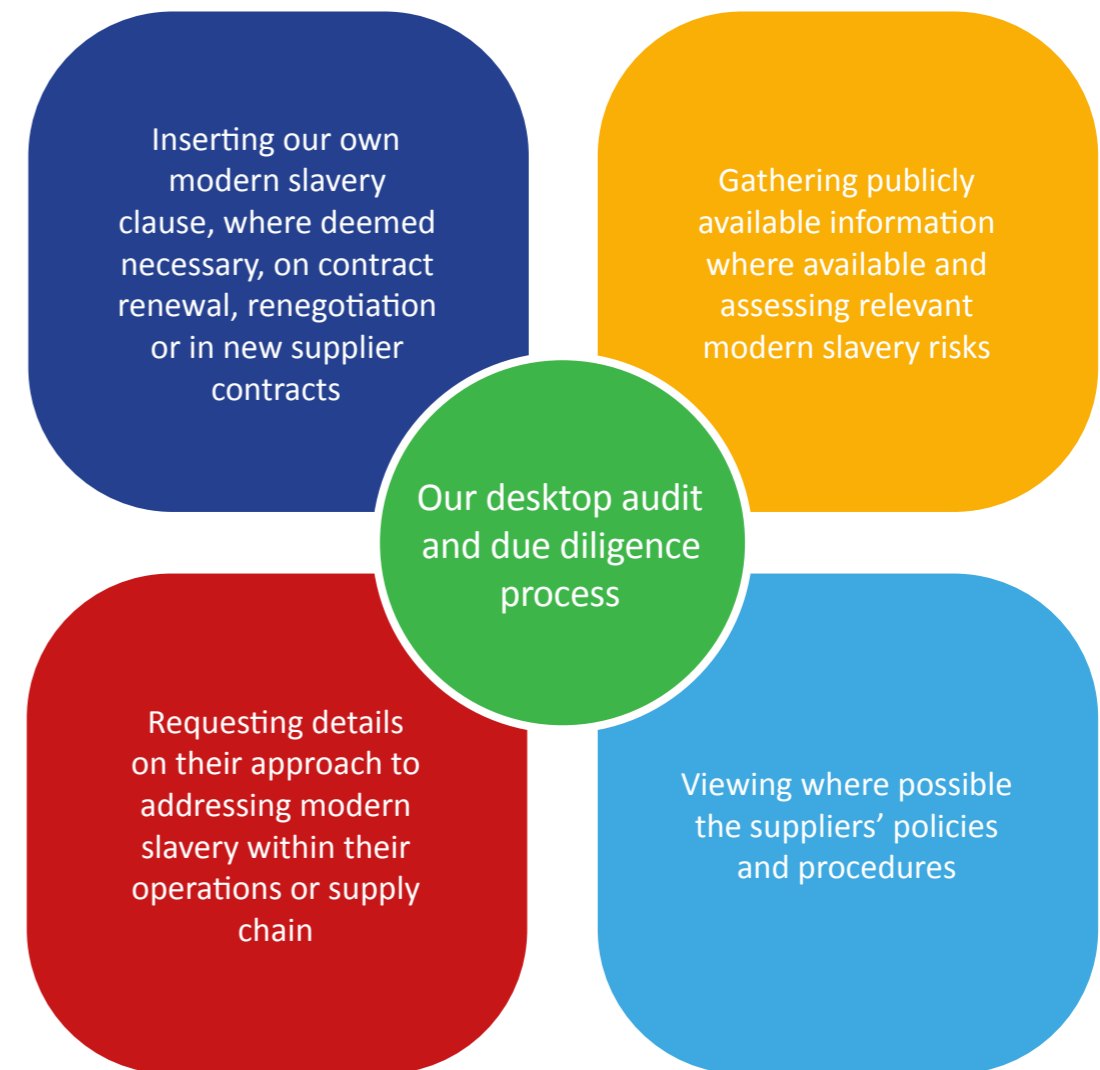 Inserting our own
modern slavery
clause, where deemed
necessary, on contract
renewal, renegotiation
or in new supplier
contracts
Gathering publicly
available information
where available and
assessing relevant
modern slavery risks
Our desktop audit
and due diligence
process
Requesting details
on their approach to
addressing modern
slavery within their
operations or supply
chain
Viewing where possible
the suppliers’ policies
and procedures